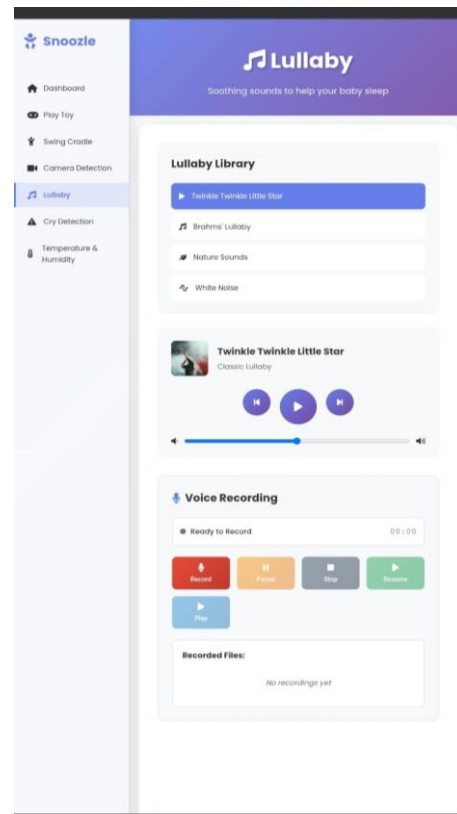 Snoozle
Dashboard
Play Toy
Swing Cradle
Camera Detection
Lullaby
Cry Detection
Temperature &
Humidity
Lullaby
Soothing sounds to help your baby sleep
Lullaby Library
Twinkle Twinkle Little Star
Brahms' Lullaby
Nature Sounds
White Noise
Twinkle Twinkle Little Star
Classic Lullaby
Voice Recording
Ready to Record 00:00
Record Pause Stop Resume
Play
Recorded Files:
No recordings yet